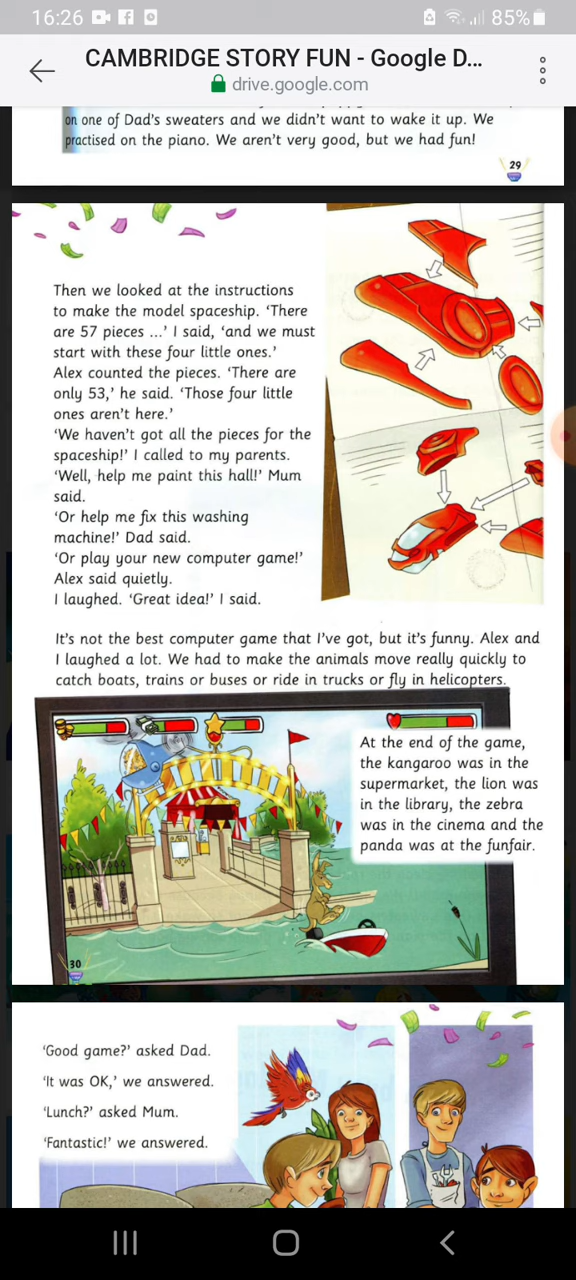 16:26
85%
CAMBRIDGE STORY FUN - Google D...
drive.google.com
on one of Dad's sweaters and we didn't want to wake it up. We
practised on the piano. We aren't very good, but we had fun!
29
Then we looked at the instructions
to make the model spaceship. 'There
are 57 pieces ...' I said, 'and we must
start with these four little ones.'
Alex counted the pieces. 'There are
only 53,' he said. 'Those four little
ones aren't here.'
'We haven't got all the pieces for the
spaceship!' I called to my parents.
'Well, help me paint this hall!' Mum
said.
'Or help me fix this washing
machine!' Dad said.
'Or play your new computer game!'
Alex said quietly.
I laughed. 'Great idea!' I said.
It's not the best computer game that I've got, but it's funny. Alex and
I laughed a lot. We had to make the animals move really quickly to
catch boats, trains or buses or ride in trucks or fly in helicopters.
At the end of the game,
the kangaroo was in the
supermarket, the lion was
in the library, the zebra
was in the cinema and the
panda was at the funfair.
30
'Good game?' asked Dad.
'It was OK,' we answered.
'Lunch?' asked Mum.
'Fantastic!' we answered.